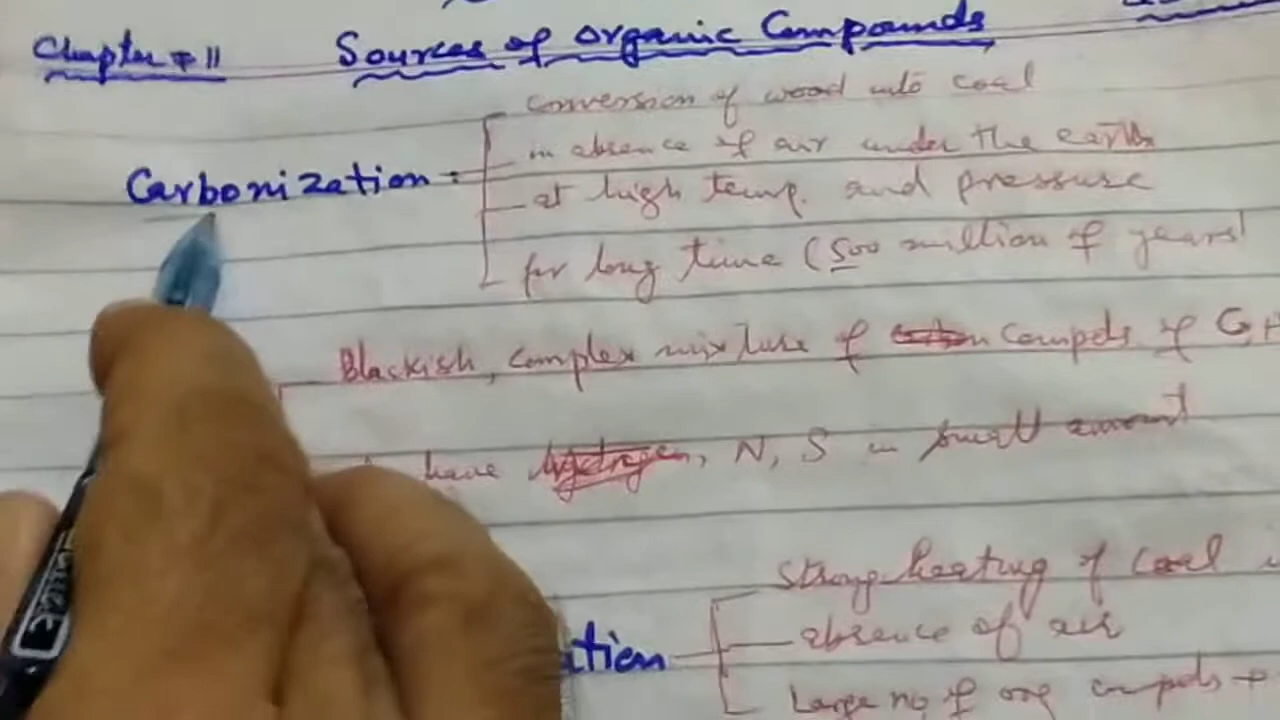 Chapter # 11 Sources of Organic Compounds
conversion of wood into coal
in absence of air under the earth
Carbonization =
at high temp. and pressure
for long time (500 million of years)
Blackish, complex mixture of Compds of C, H
have hydrogen, N, S in small amount
Strong heating of Coal
absence of air
ation
Large no. of org compds +